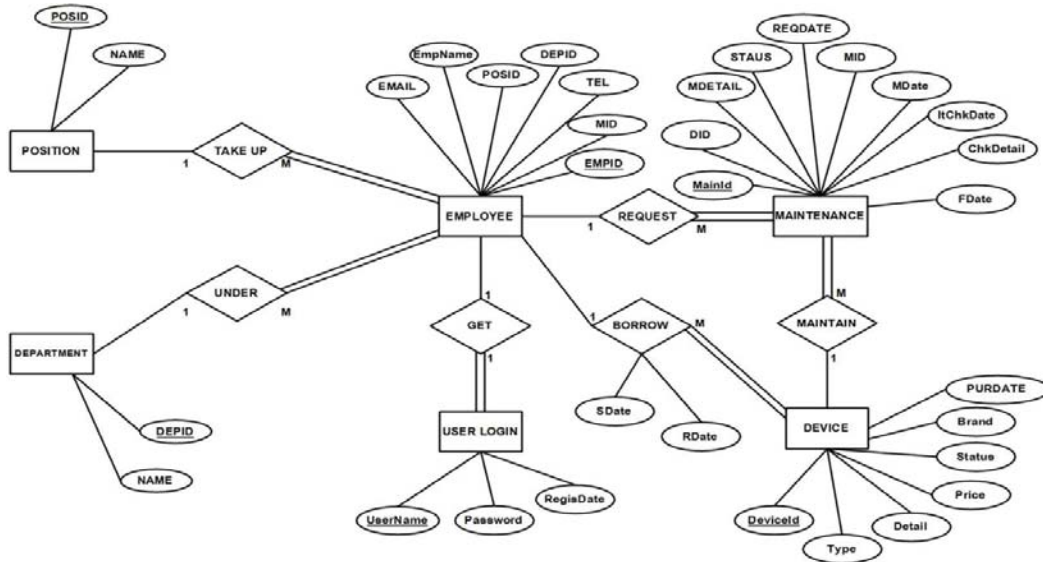 POSID
NAME
POSITION
1
TAKE UP
M
EMAIL
EmpName
POSID
DEPID
TEL
MID
EMPID
EMPLOYEE
1
REQUEST
M
MainId
DID
MDETAIL
STAUS
REQDATE
MID
MDate
ItChkDate
ChkDetail
FDate
MAINTENANCE
UNDER
1
M
DEPARTMENT
DEPID
NAME
1
GET
1
USER LOGIN
UserName
Password
RegisDate
1
BORROW
M
SDate
RDate
M
MAINTAIN
1
DEVICE
PURDATE
Brand
Status
Price
Detail
Type
DeviceId